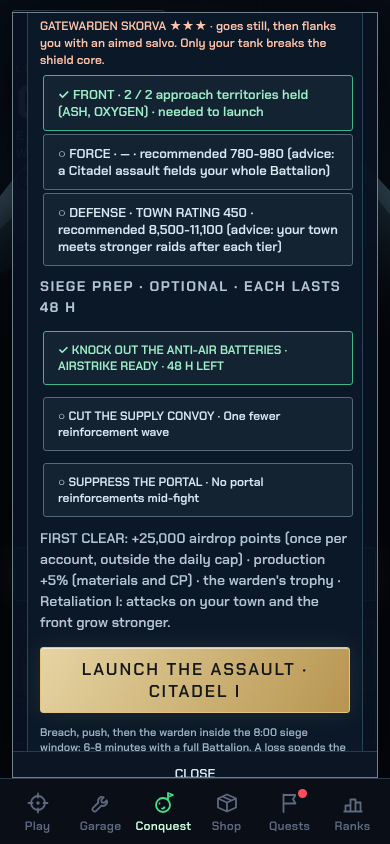 GATEWARDEN SKORVA ★★★ · goes still, then flanks
you with an aimed salvo. Only your tank breaks the
shield core.
✓ FRONT · 2 / 2 approach territories held
(ASH, OXYGEN) · needed to launch
○ FORCE · — · recommended 780-980 (advice:
a Citadel assault fields your whole Battalion)
○ DEFENSE · TOWN RATING 450 ·
recommended 8,500-11,100 (advice: your town
meets stronger raids after each tier)
SIEGE PREP · OPTIONAL · EACH LASTS
48 H
✓ KNOCK OUT THE ANTI-AIR BATTERIES ·
AIRSTRIKE READY · 48 H LEFT
○ CUT THE SUPPLY CONVOY · One fewer
reinforcement wave
○ SUPPRESS THE PORTAL · No portal
reinforcements mid-fight
FIRST CLEAR: +25,000 airdrop points (once per
account, outside the daily cap) · production
+5% (materials and CP) · the warden's trophy ·
Retaliation I: attacks on your town and the
front grow stronger.
LAUNCH THE ASSAULT ·
CITADEL I
Breach, push, then the warden inside the 8:00 siege
window: 6-8 minutes with a full Battalion. A loss spends the
CLOSE
Play Garage Conquest Shop Quests Ranks